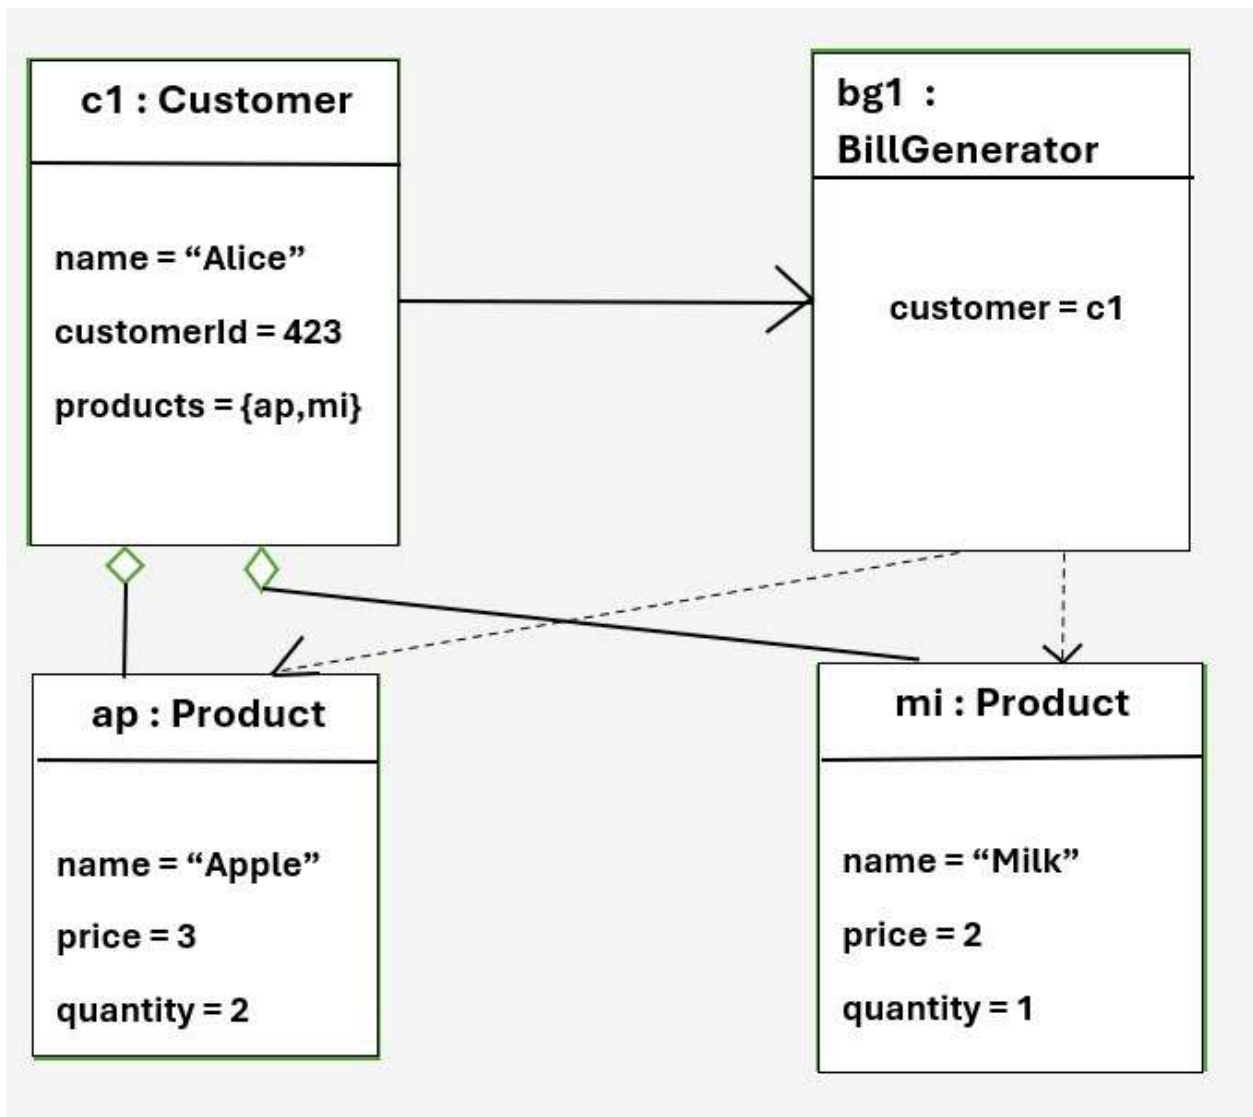 c1 : Customer
name = “Alice”
customerId = 423
products = {ap,mi}
bg1 :
BillGenerator
customer = c1
ap : Product
name = “Apple”
price = 3
quantity = 2
mi : Product
name = “Milk”
price = 2
quantity = 1